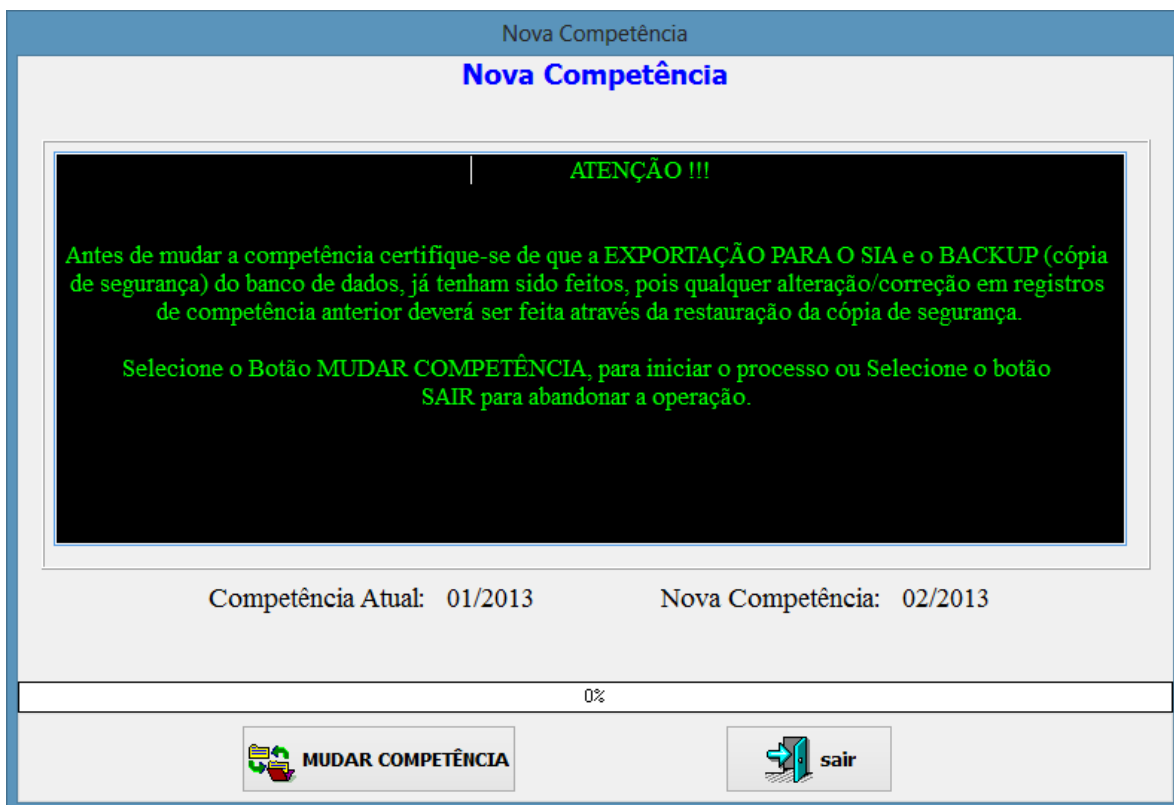 Nova Competência
Nova Competência
ATENÇÃO !!!
Antes de mudar a competência certifique-se de que a EXPORTAÇÃO PARA O SIA e o BACKUP (cópia
de segurança) do banco de dados, já tenham sido feitos, pois qualquer alteração/correção em registros
de competência anterior deverá ser feita através da restauração da cópia de segurança.
Selecione o Botão MUDAR COMPETÊNCIA, para iniciar o processo ou Selecione o botão
SAIR para abandonar a operação.
Competência Atual: 01/2013 Nova Competência: 02/2013
0%
MUDAR COMPETÊNCIA sair